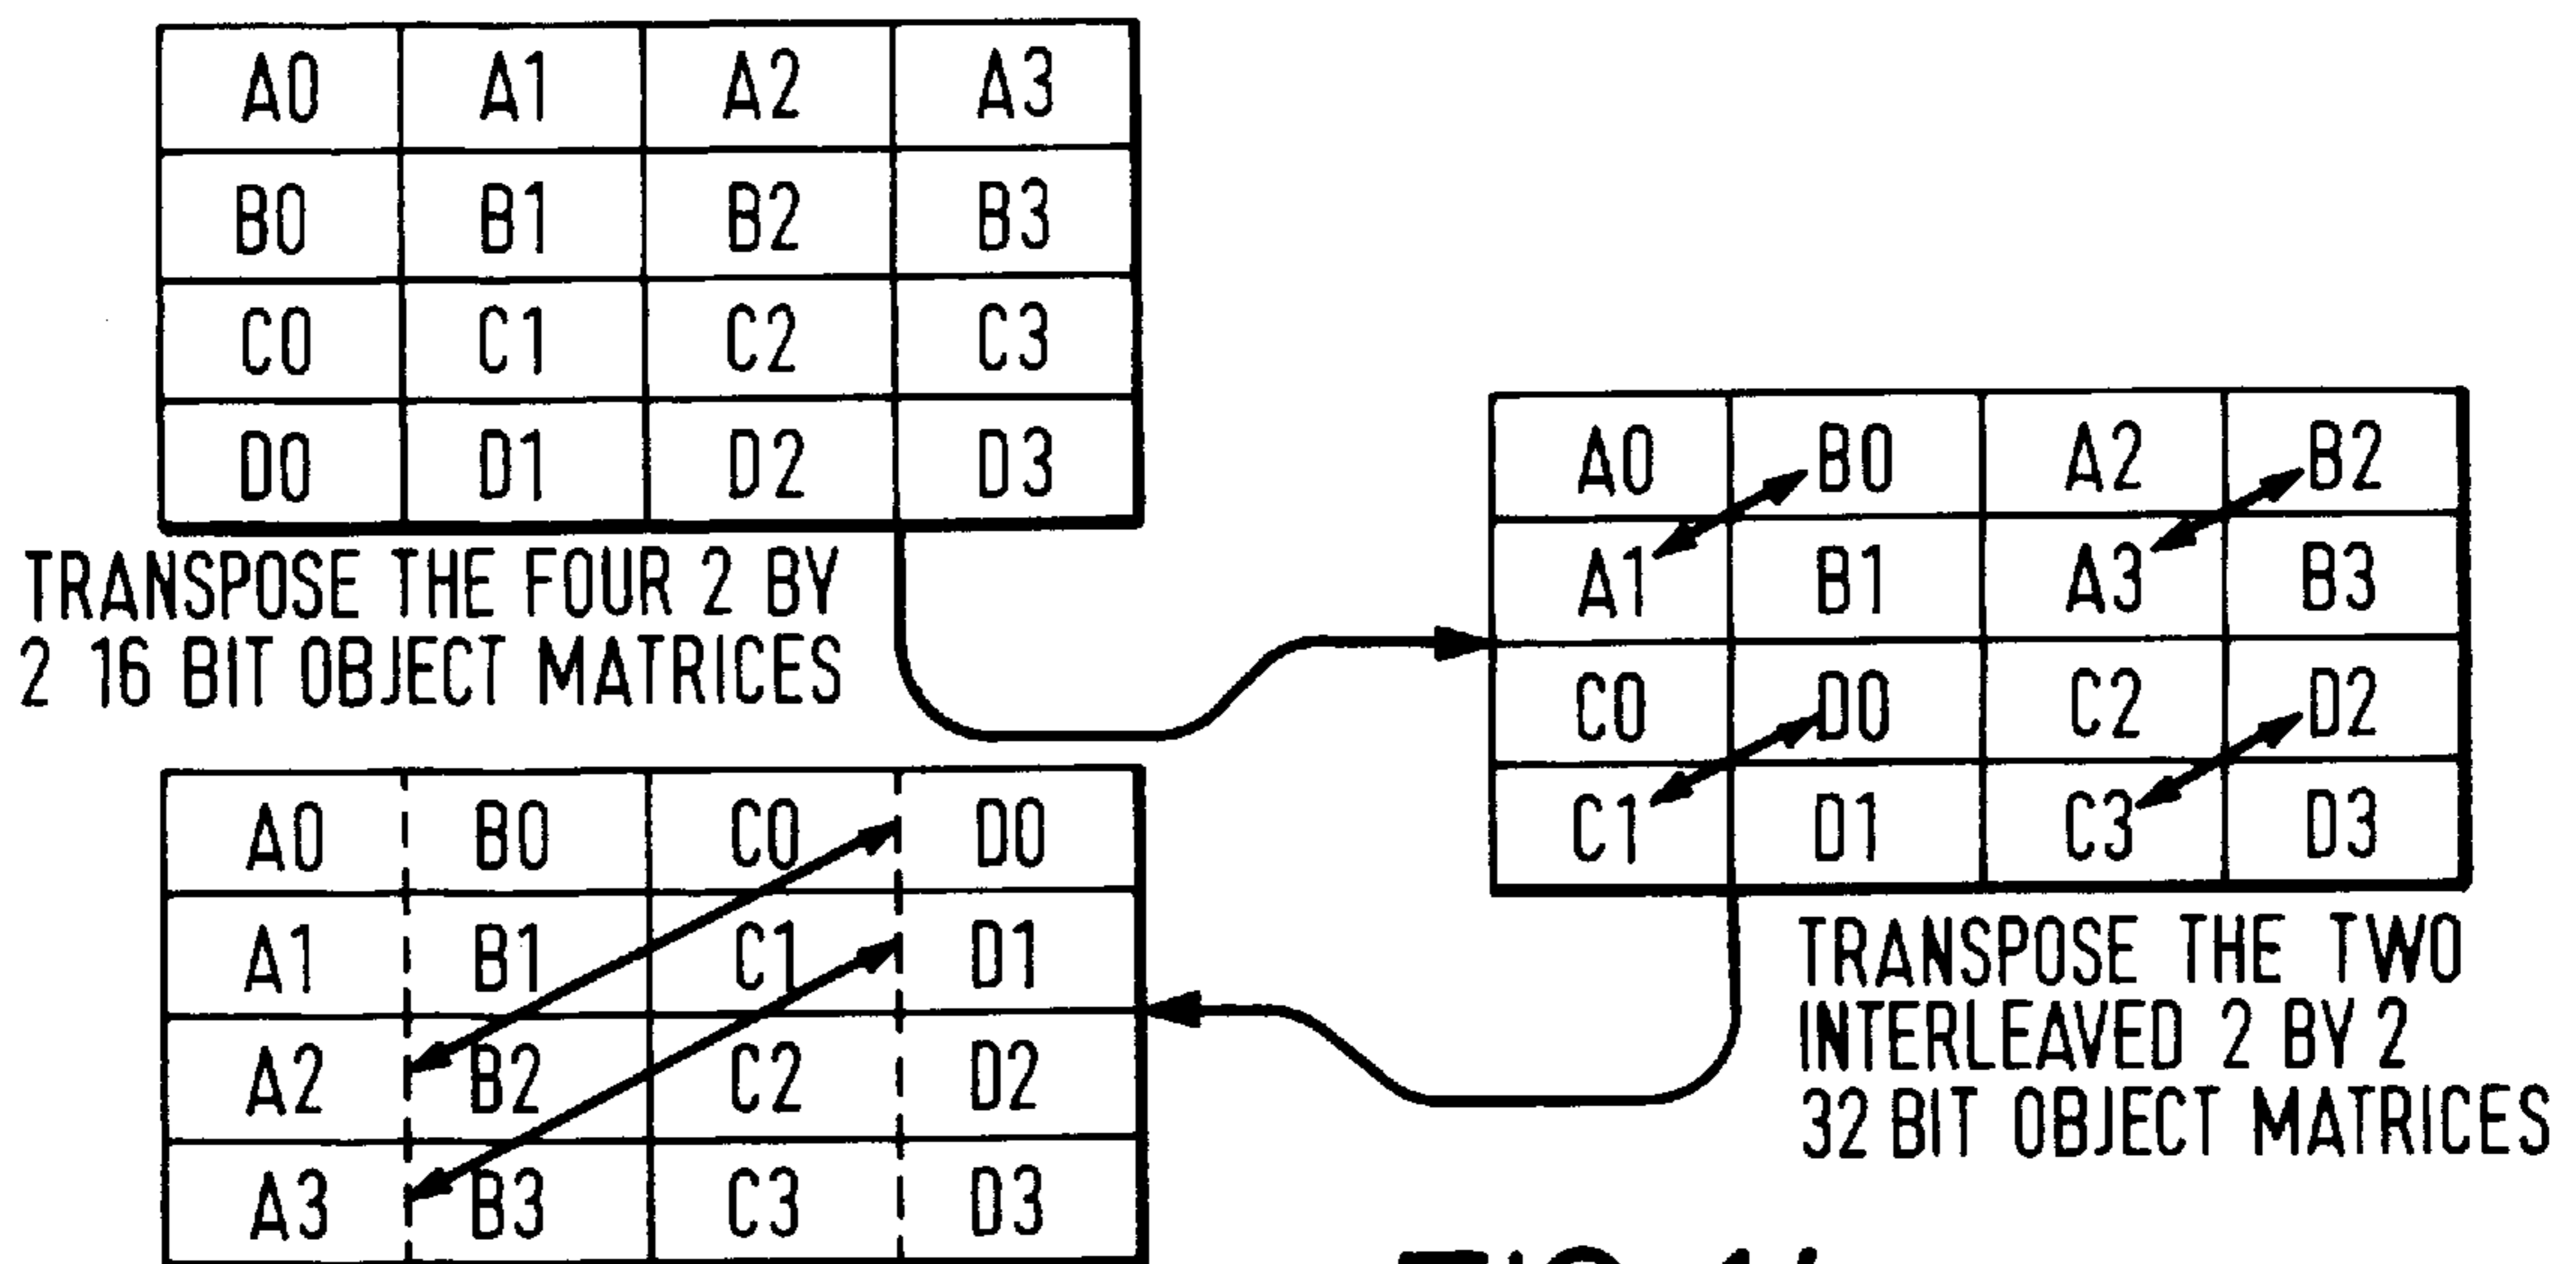 A0 A1 A2 A3
B0 B1 B2 B3
C0 C1 C2 C3
D0 D1 D2 D3
TRANSPOSE THE FOUR 2 BY
2 16 BIT OBJECT MATRICES
A0 B0 A2 B2
A1 B1 A3 B3
C0 D0 C2 D2
C1 D1 C3 D3
TRANSPOSE THE TWO
INTERLEAVED 2 BY 2
32 BIT OBJECT MATRICES
A0 B0 C0 D0
A1 B1 C1 D1
A2 B2 C2 D2
A3 B3 C3 D3